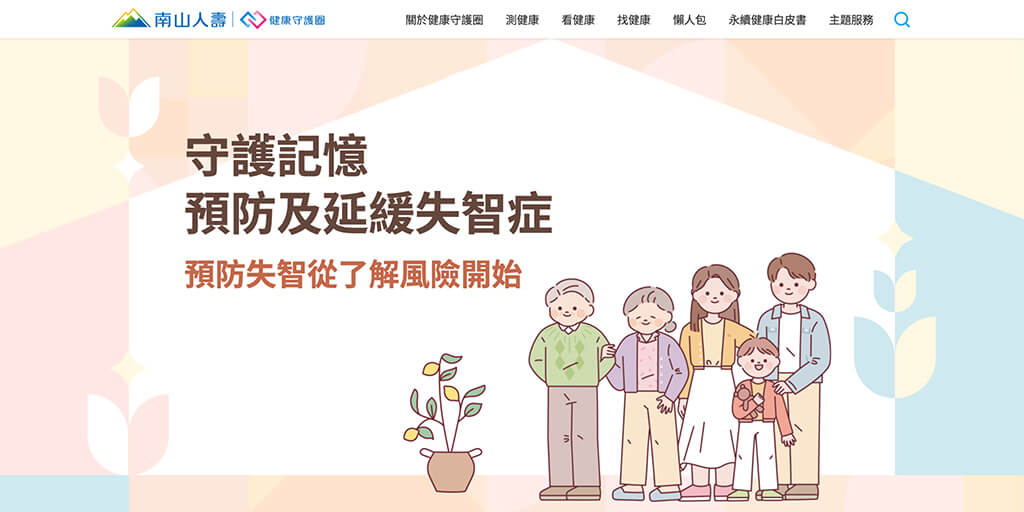 南山人壽 健康守護圈 關於健康守護圈 測健康 看健康 找健康 懶人包 永續健康白皮書 主題服務
守護記憶
預防及延緩失智症
預防失智從了解風險開始